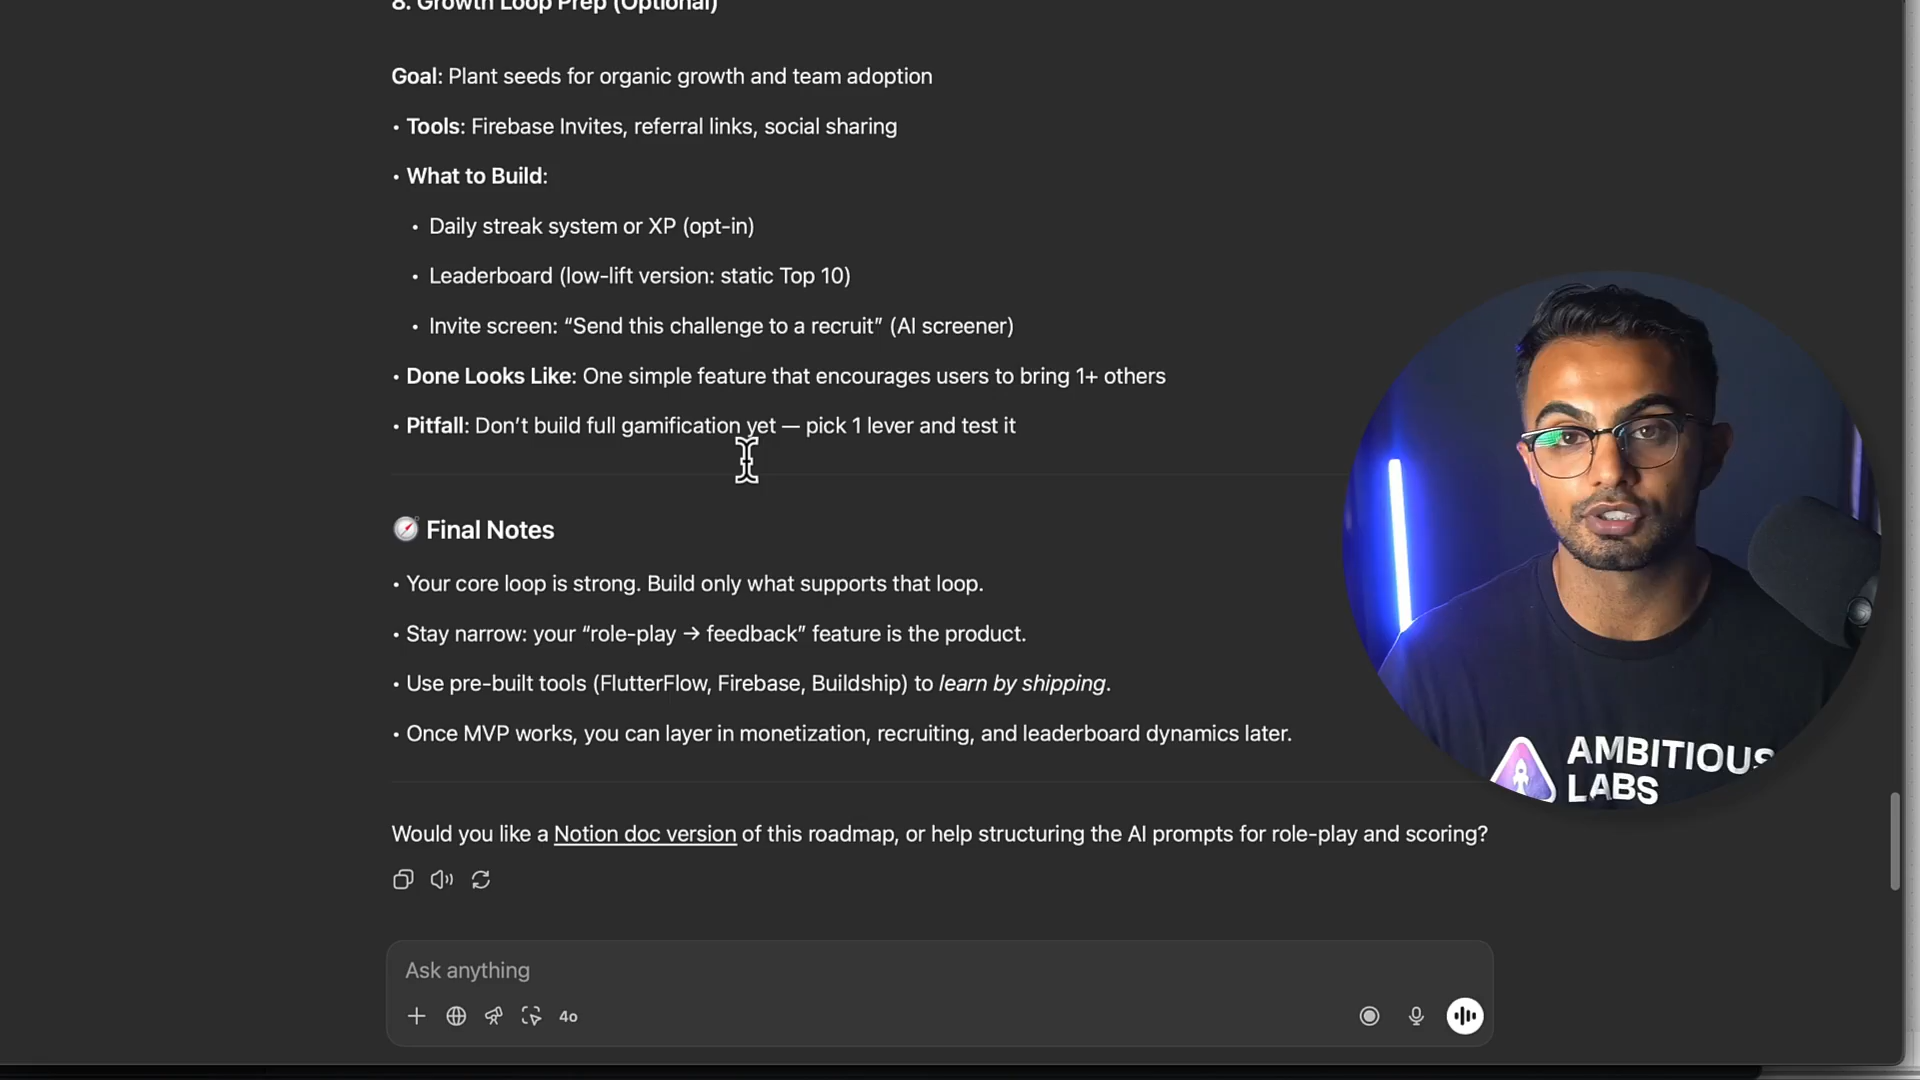 8. Growth Loop Prep (Optional)
Goal: Plant seeds for organic growth and team adoption
• Tools: Firebase Invites, referral links, social sharing
• What to Build:
• Daily streak system or XP (opt-in)
• Leaderboard (low-lift version: static Top 10)
• Invite screen: “Send this challenge to a recruit” (AI screener)
• Done Looks Like: One simple feature that encourages users to bring 1+ others
• Pitfall: Don’t build full gamification yet — pick 1 lever and test it
🧭 Final Notes
• Your core loop is strong. Build only what supports that loop.
• Stay narrow: your “role-play → feedback” feature is the product.
• Use pre-built tools (FlutterFlow, Firebase, Buildship) to learn by shipping.
• Once MVP works, you can layer in monetization, recruiting, and leaderboard dynamics later.
Would you like a Notion doc version of this roadmap, or help structuring the AI prompts for role-play and scoring?
Ask anything
4o
AMBITIOUS
LABS